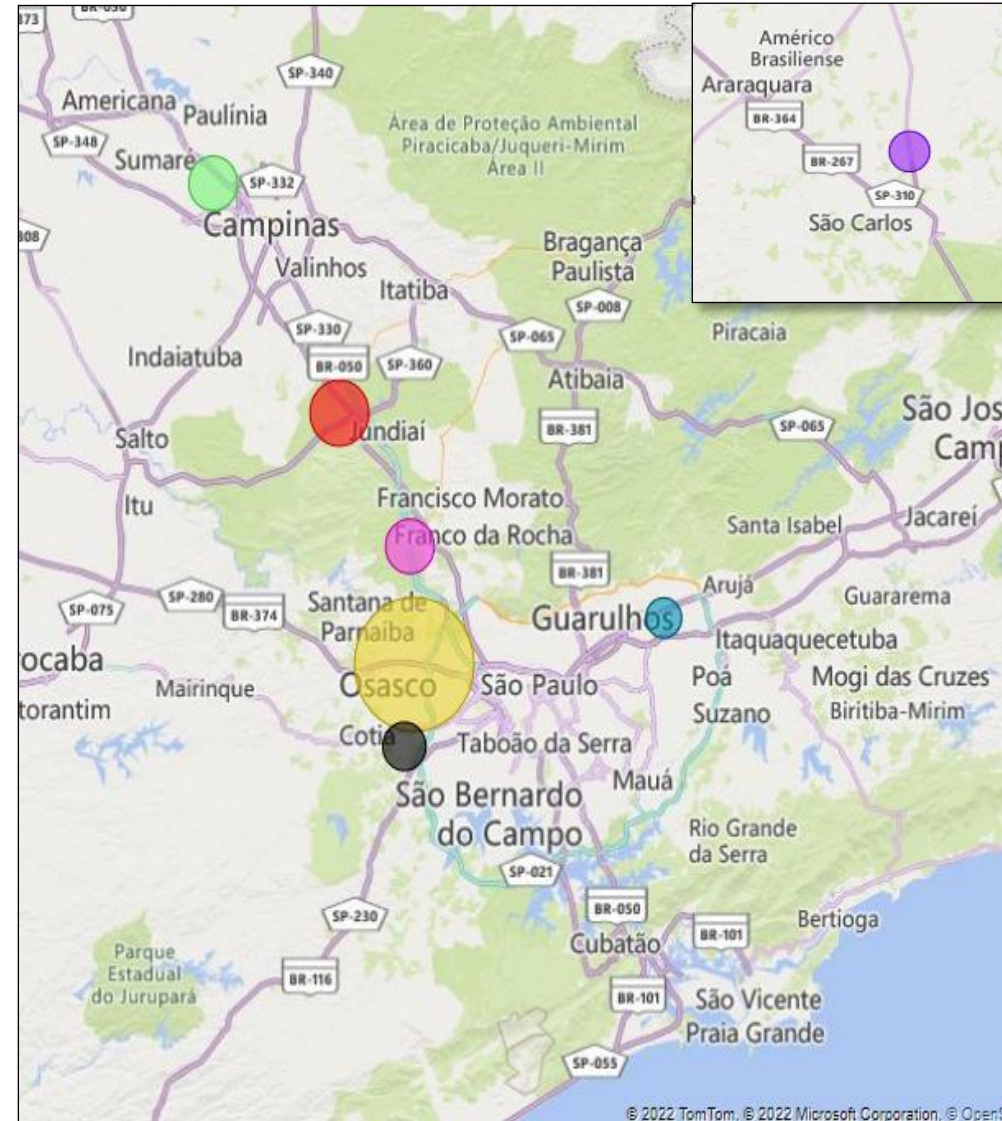 373
BR-050
SP-340
Américo
Brasiliense
Araraquara
BR-364
BR-267
SP-310
São Carlos
Americana
Paulínia
SP-348
Sumaré
SP-332
Área de Proteção Ambiental
Piracicaba/Juqueri-Mirim
Área II
308
Campinas
Valinhos
Itatiba
Bragança
Paulista
SP-008
SP-330
SP-065
Piracaia
Indaiatuba
BR-050
SP-360
Atibaia
Salto
Jundiaí
BR-381
SP-065
São Jos
Camp
Itu
Francisco Morato
Franco da Rocha
Santa Isabel
Jacareí
BR-381
SP-280
SP-075
BR-374
Santana de
Parnaíba
Arujá
Guararema
Guarulhos
Itaquaquecetuba
rocaba
torantim
Mairinque
Osasco
São Paulo
Poá
Mogi das Cruzes
Suzano
Biritiba-Mirim
Cotia
Taboão da Serra
Mauá
São Bernardo
do Campo
Rio Grande
da Serra
SP-021
SP-230
BR-050
BR-101
Bertioga
Cubatão
Parque
Estadual
do Jurupará
BR-116
BR-101
São Vicente
Praia Grande
SP-055
© 2022 TomTom, © 2022 Microsoft Corporation, © OpenS